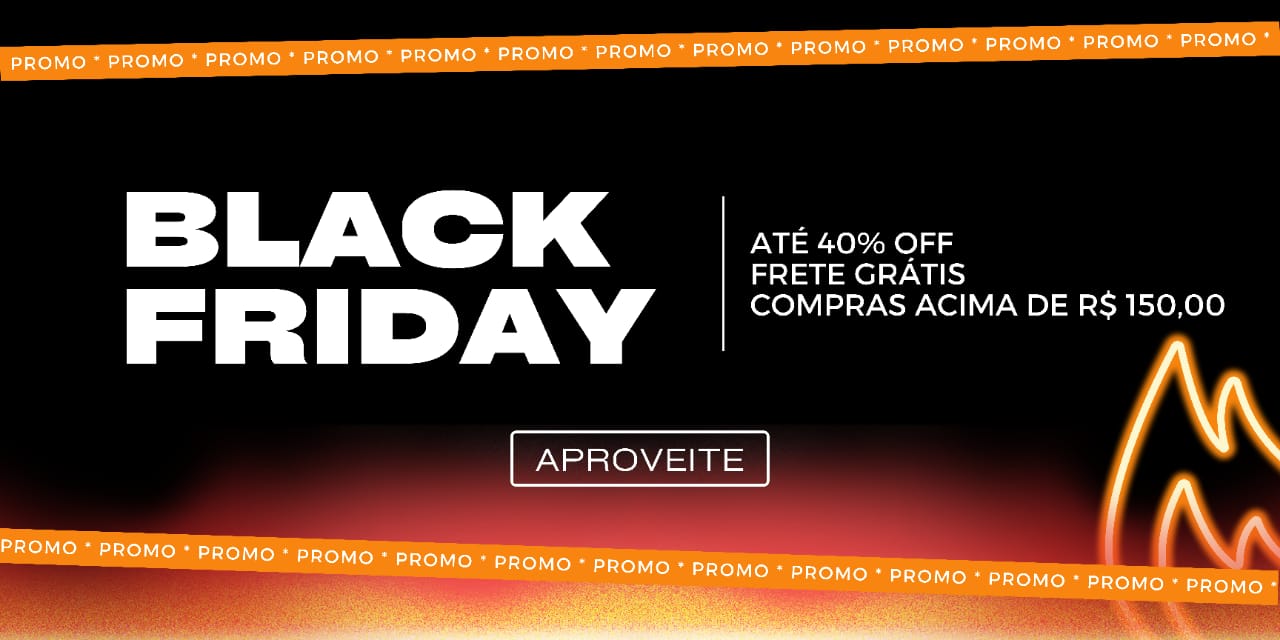 PROMO * PROMO * PROMO * PROMO * PROMO * PROMO * PROMO * PROMO * PROMO * PROMO * PROMO * PROMO * PROMO *
BLACK
FRIDAY
ATÉ 40% OFF
FRETE GRÁTIS
COMPRAS ACIMA DE R$ 150,00
APROVEITE
PROMO * PROMO * PROMO * PROMO * PROMO * PROMO * PROMO * PROMO * PROMO * PROMO * PROMO * PROMO * PROMO *